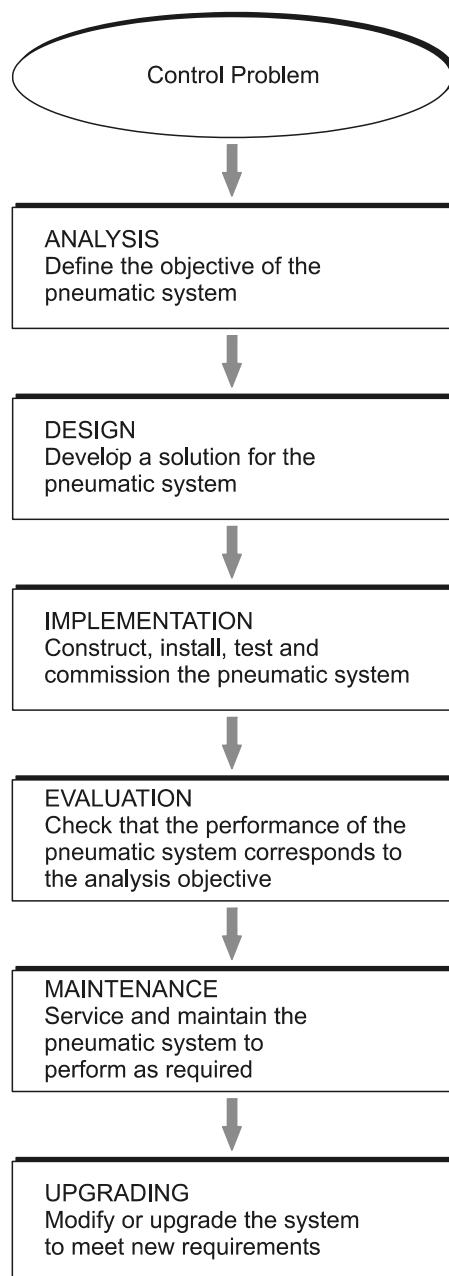 Control Problem
ANALYSIS
Define the objective of the
pneumatic system
DESIGN
Develop a solution for the
pneumatic system
IMPLEMENTATION
Construct, install, test and
commission the pneumatic system
EVALUATION
Check that the performance of the
pneumatic system corresponds to
the analysis objective
MAINTENANCE
Service and maintain the
pneumatic system to
perform as required
UPGRADING
Modify or upgrade the system
to meet new requirements